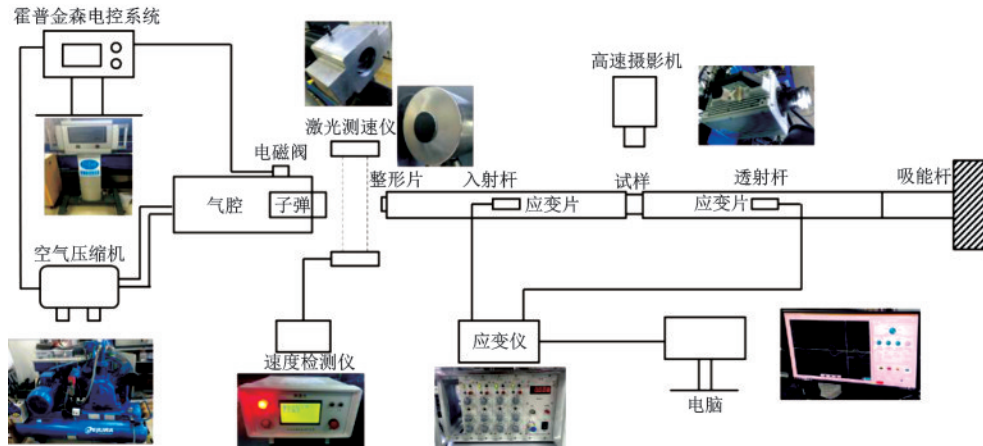 霍普金森电控系统
高速摄影机
激光测速仪
电磁阀
整形片
入射杆
试样
透射杆
吸能杆
气腔
子弹
应变片
应变片
空气压缩机
速度检测仪
应变仪
电脑